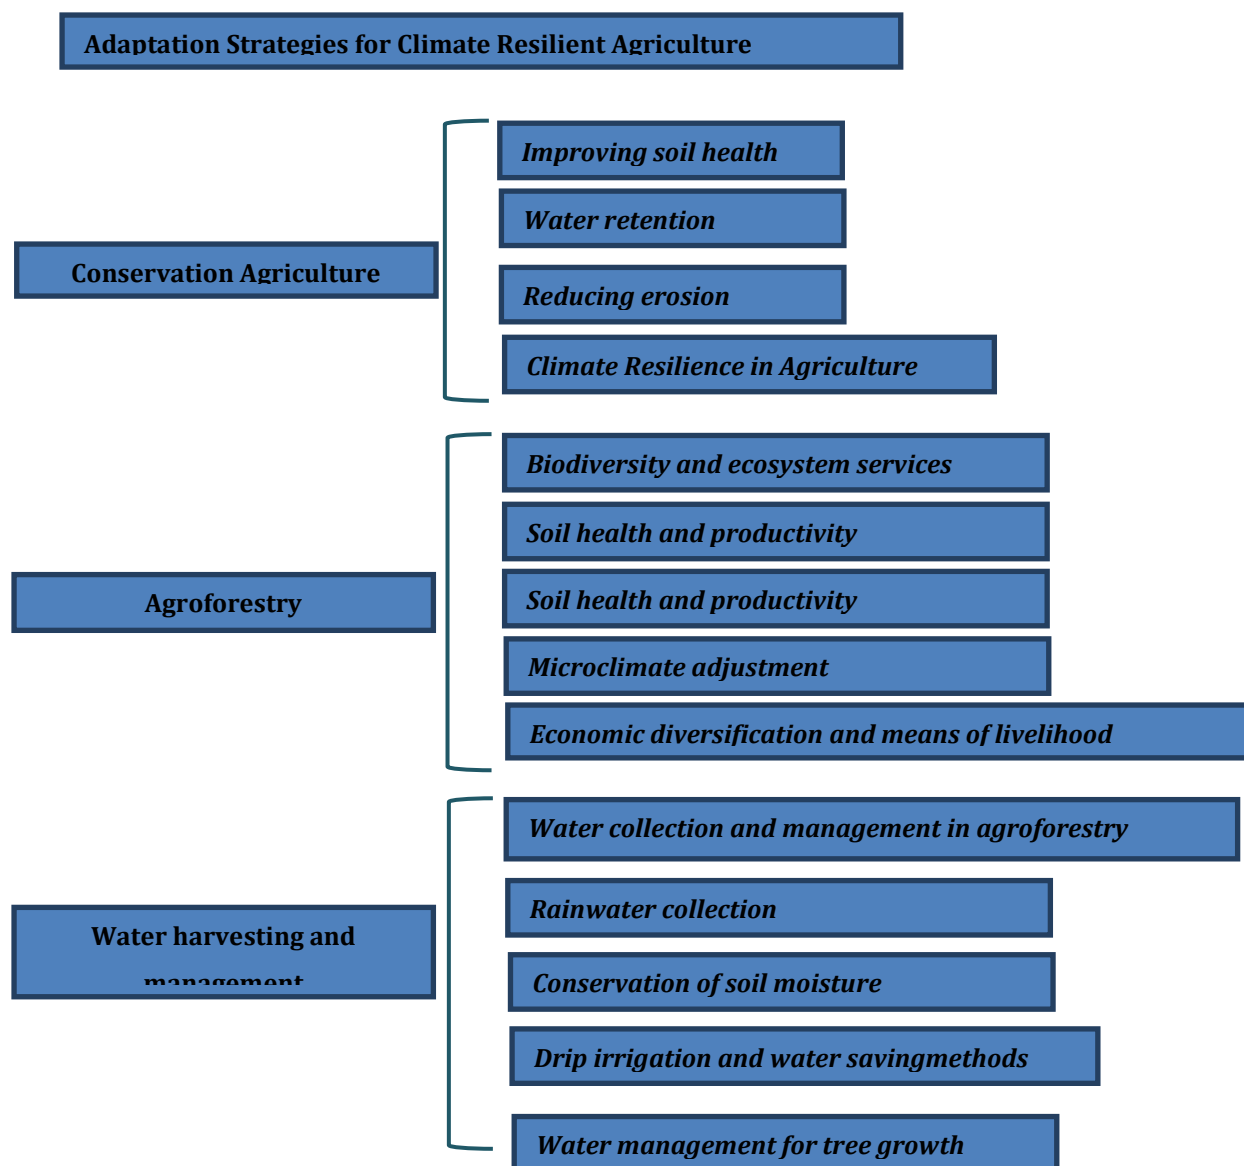 Adaptation Strategies for Climate Resilient Agriculture
Conservation Agriculture
Improving soil health
Water retention
Reducing erosion
Climate Resilience in Agriculture
Agroforestry
Biodiversity and ecosystem services
Soil health and productivity
Soil health and productivity
Microclimate adjustment
Economic diversification and means of livelihood
Water harvesting and
management
Water collection and management in agroforestry
Rainwater collection
Conservation of soil moisture
Drip irrigation and water savingmethods
Water management for tree growth